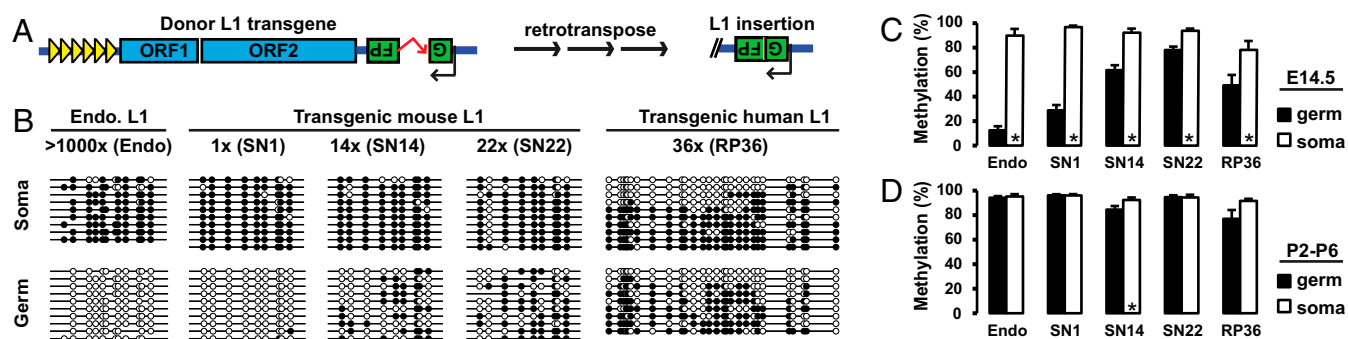 A
Donor L1 transgene
ORF1 ORF2 FP G
retrotranspose
L1 insertion
// FP G
B
Endo. L1 Transgenic mouse L1 Transgenic human L1
>1000x (Endo) 1x (SN1) 14x (SN14) 22x (SN22) 36x (RP36)
Soma
Germ
C
Methylation (%)
100
80
60
40
20
0
* * * * *
Endo SN1 SN14 SN22 RP36
E14.5
germ
soma
D
Methylation (%)
100
80
60
40
20
0
*
Endo SN1 SN14 SN22 RP36
P2-P6
germ
soma